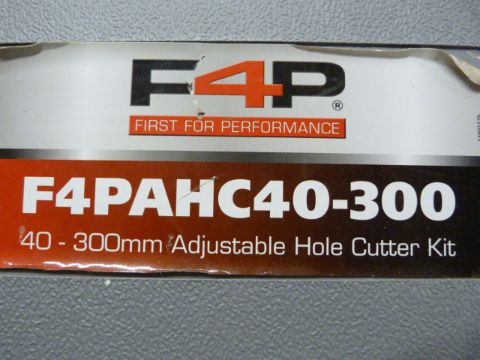 F4P®
FIRST FOR PERFORMANCE
F4PAHC40-300
40 - 300mm Adjustable Hole Cutter Kit